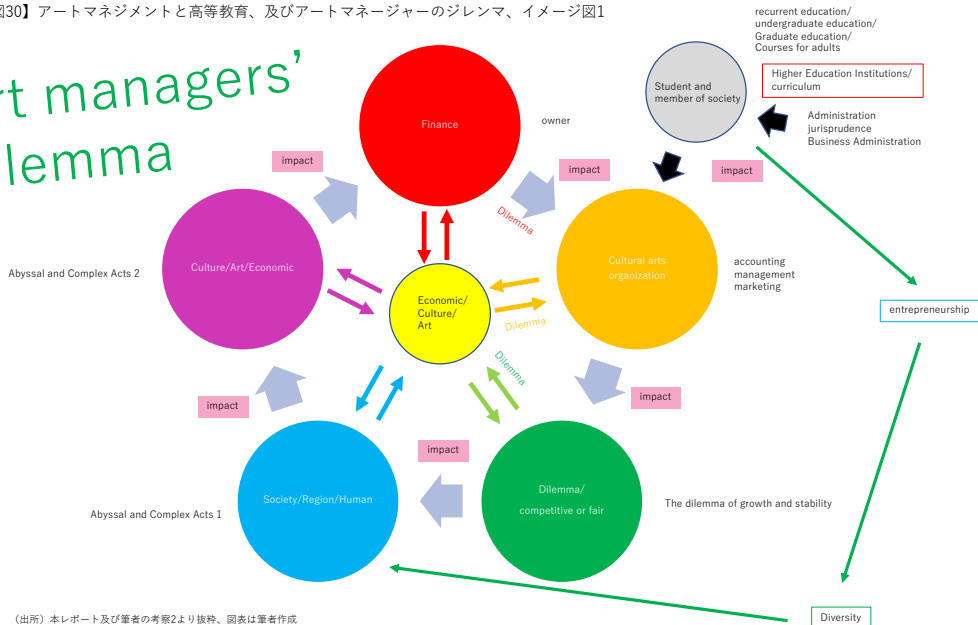 図30】アートマネジメントと高等教育、及びアートマネージャーのジレンマ、イメージ図1
rt managers’
lemma
recurrent education/
undergraduate education/
Graduate education/
Courses for adults
Higher Education Institutions/
curriculum
Student and
member of society
Administration
jurisprudence
Business Administration
Finance
owner
impact
impact
impact
Dilemma
Abyssal and Complex Acts 2
Culture/Art/Economic
Cultural arts
organization
accounting
management
marketing
Economic/
Culture/
Art
Dilemma
entrepreneurship
Dilemma
impact
impact
impact
Society/Region/Human
Dilemma/
competitive or fair
The dilemma of growth and stability
Abyssal and Complex Acts 1
Diversity
（出所）本レポート及び筆者の考察2より抜粋、図表は筆者作成